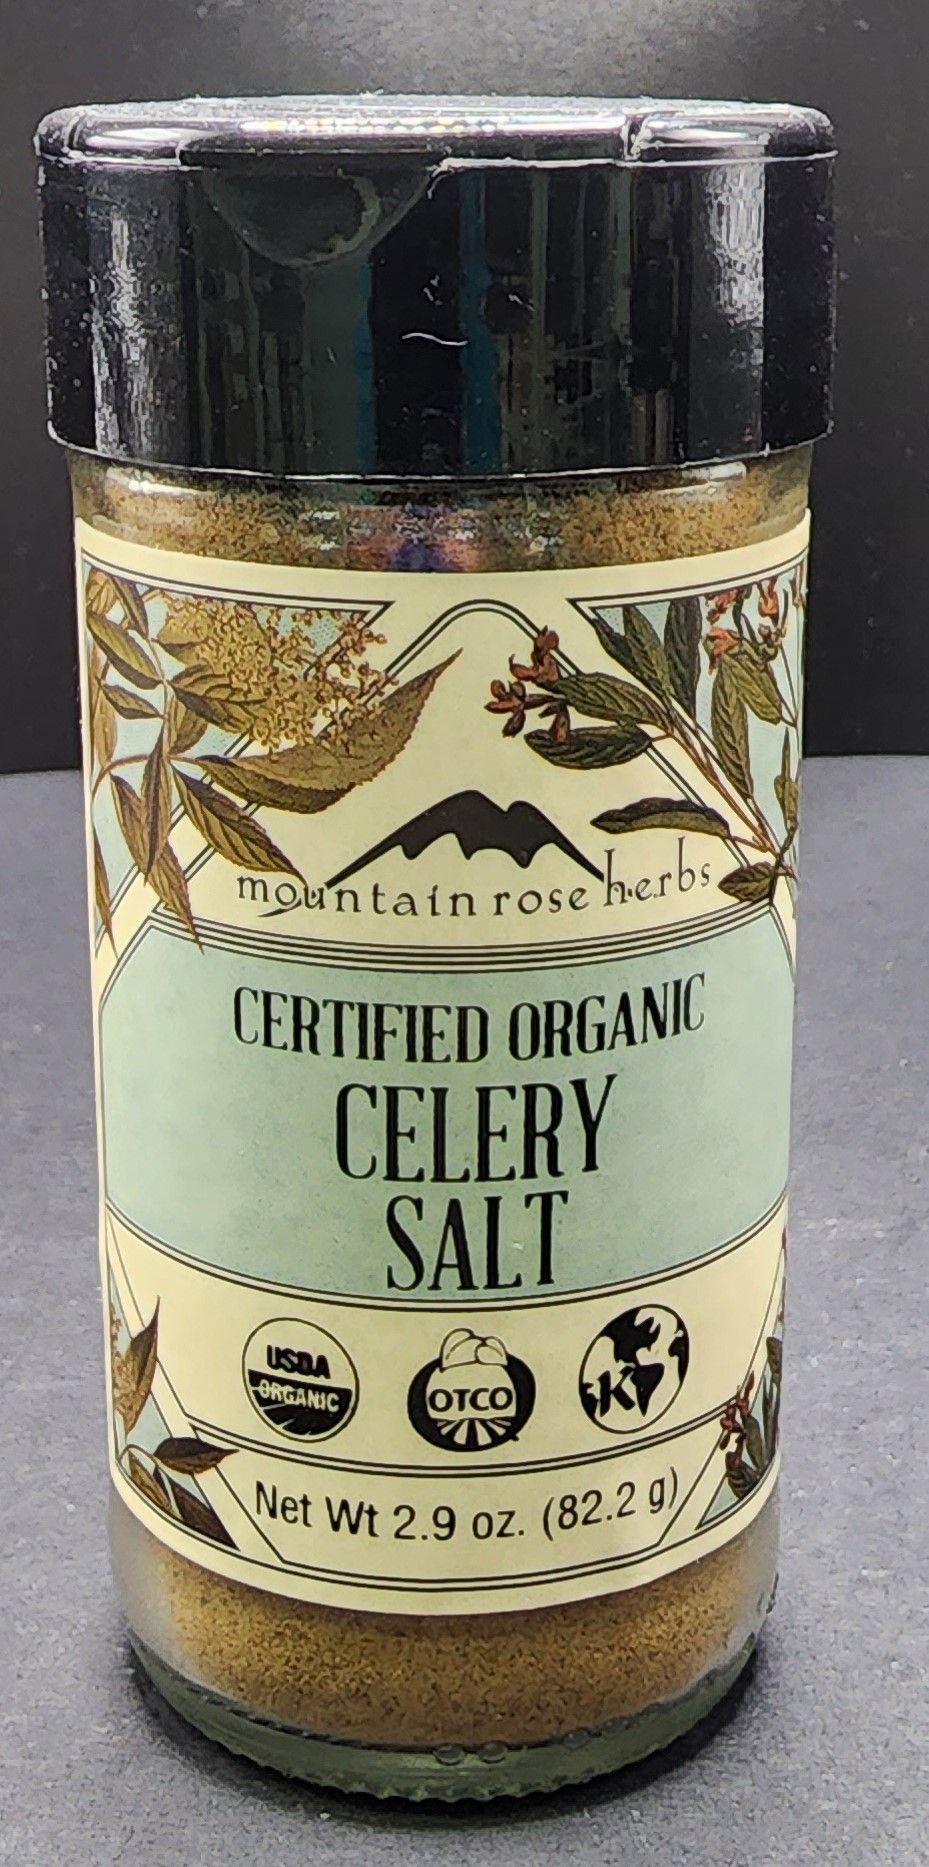 mountain rose herbs
CERTIFIED ORGANIC
CELERY
SALT
USDA
ORGANIC
OTCO
K
Net Wt 2.9 oz. (82.2 g)